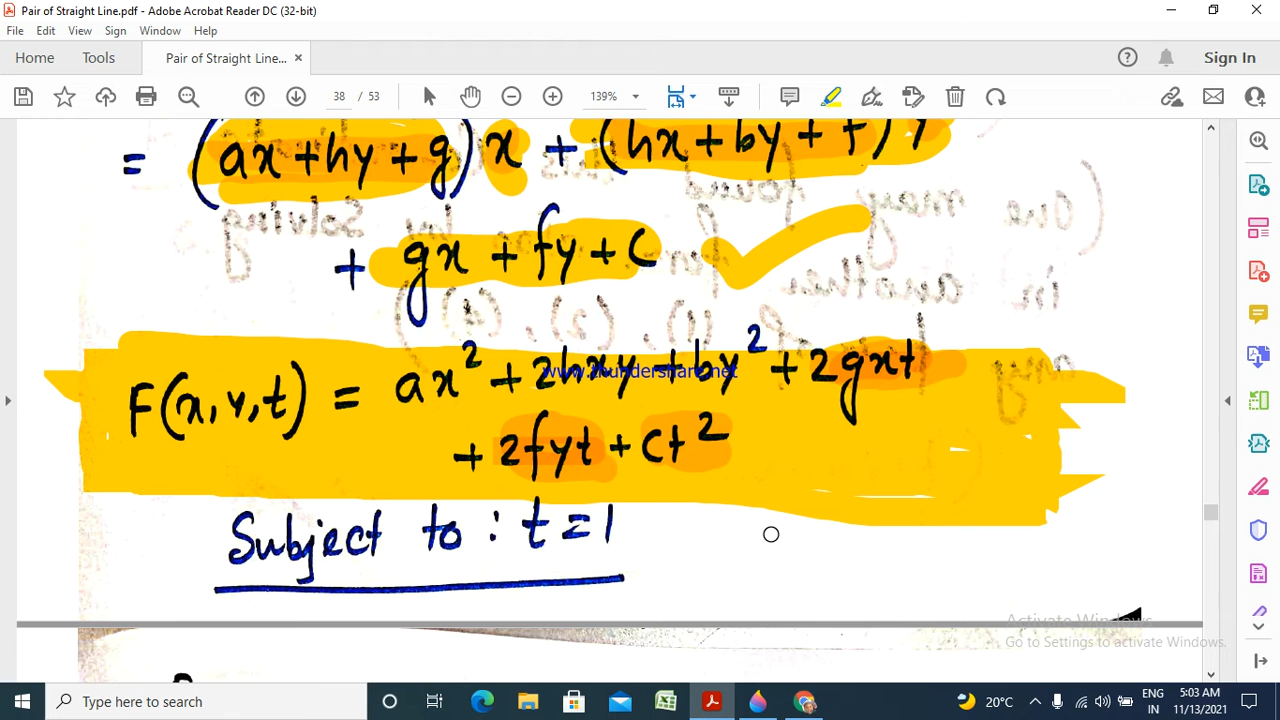 Pair of Straight Line.pdf - Adobe Acrobat Reader DC (32-bit)
File Edit View Sign Window Help
Home Tools Pair of Straight Line... × Sign In
38 / 53 139%
= (ax+hy+g)x + (hx+by+f)y
+ gx + fy + c
F(x,y,t) = ax² + 2hxy + by² + 2gxt
www.thundershare.net
+ 2fyt + ct²
Subject to : t = 1
Activate Windows
Go to Settings to activate Windows.
Type here to search
20°C
ENG
IN
5:03 AM
11/13/2021